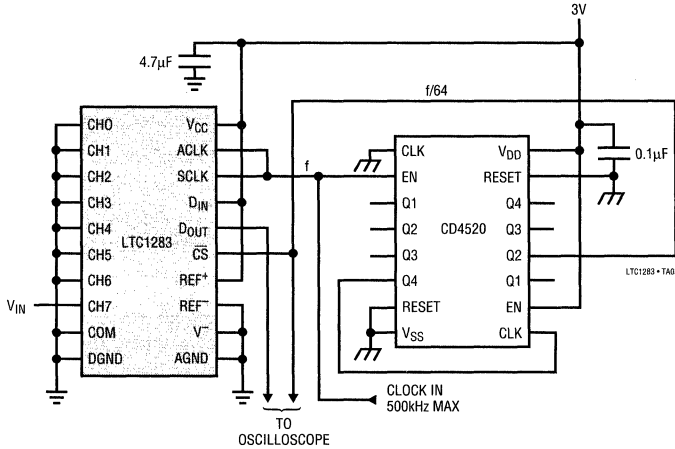 3V
4.7µF
f/64
CH0
CH1
CH2
CH3
CH4
CH5
CH6
CH7
COM
DGND
LTC1283
VCC
ACLK
SCLK
DIN
DOUT
CS
REF+
REF−
V−
AGND
VIN
f
CLK
EN
Q1
Q2
Q3
Q4
RESET
VSS
CD4520
VDD
RESET
Q4
Q3
Q2
Q1
EN
CLK
0.1µF
LTC1283 • TA0
CLOCK IN
500kHz MAX
TO
OSCILLOSCOPE